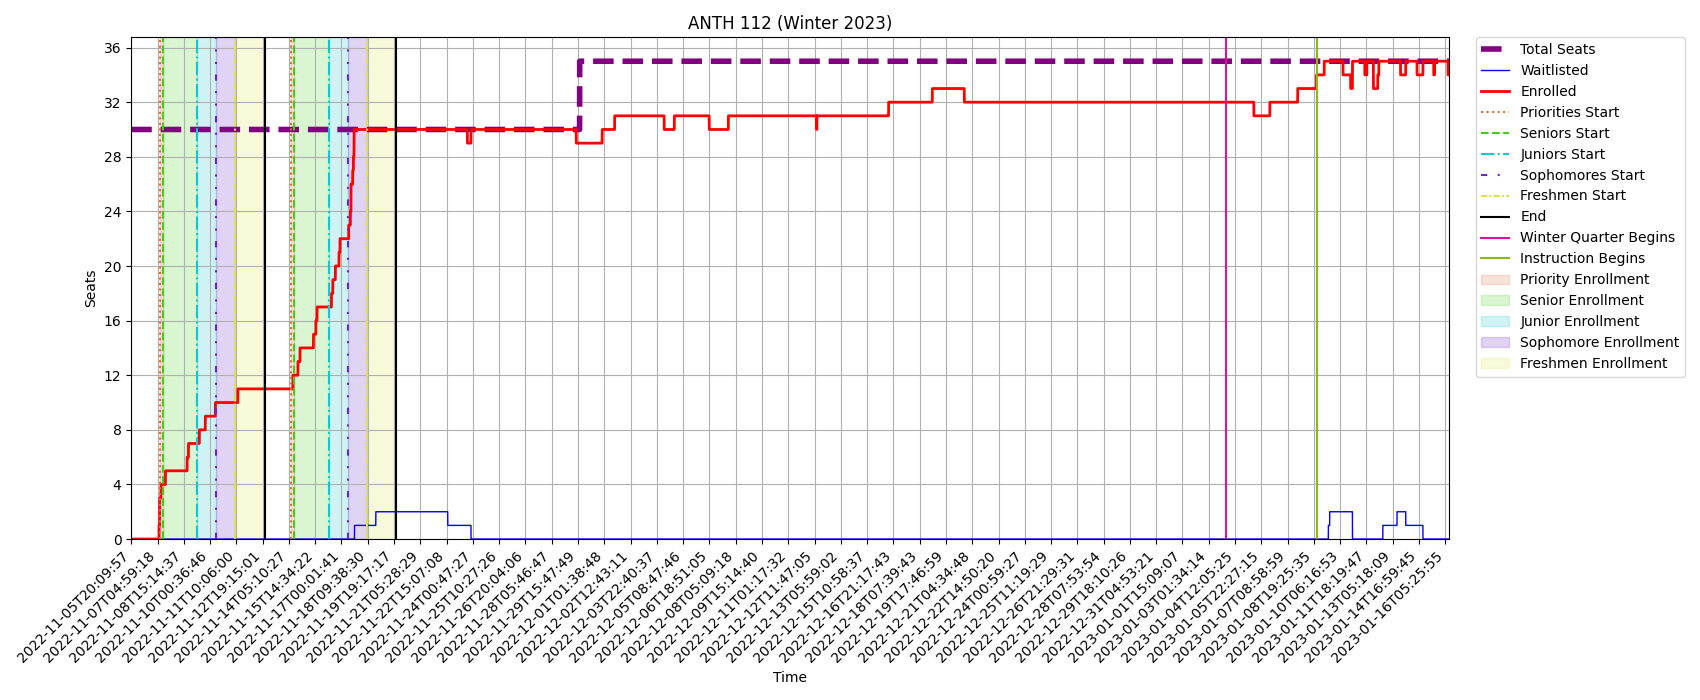 ANTH 112 (Winter 2023)
36
32
28
24
20
16
12
8
4
0
Seats
2022-11-05T20:09:57
2022-11-07T04:59:18
2022-11-08T15:14:37
2022-11-10T00:36:46
2022-11-11T10:06:00
2022-11-12T19:15:01
2022-11-14T05:10:27
2022-11-15T14:34:22
2022-11-17T00:01:41
2022-11-18T09:38:30
2022-11-19T19:17:17
2022-11-21T05:28:29
2022-11-22T15:07:08
2022-11-24T00:47:27
2022-11-25T10:27:26
2022-11-26T20:04:06
2022-11-28T05:46:47
2022-11-29T15:47:49
2022-12-01T01:38:48
2022-12-02T12:43:11
2022-12-03T22:40:37
2022-12-05T08:47:46
2022-12-06T18:51:05
2022-12-08T05:09:18
2022-12-09T15:14:40
2022-12-11T01:17:32
2022-12-12T11:47:05
2022-12-13T15:59:02
2022-12-15T10:58:37
2022-12-16T21:17:43
2022-12-18T07:39:43
2022-12-19T17:46:59
2022-12-21T04:34:48
2022-12-22T14:50:20
2022-12-24T00:59:27
2022-12-25T11:19:29
2022-12-26T21:29:31
2022-12-28T07:53:54
2022-12-29T18:10:26
2022-12-31T04:53:21
2023-01-01T15:09:07
2023-01-03T01:34:14
2023-01-04T12:05:25
2023-01-05T22:27:15
2023-01-07T08:58:59
2023-01-08T19:25:35
2023-01-10T06:16:53
2023-01-11T18:19:47
2023-01-13T05:18:09
2023-01-14T16:59:45
2023-01-16T05:25:55
Time
Total Seats
Waitlisted
Enrolled
Priorities Start
Seniors Start
Juniors Start
Sophomores Start
Freshmen Start
End
Winter Quarter Begins
Instruction Begins
Priority Enrollment
Senior Enrollment
Junior Enrollment
Sophomore Enrollment
Freshmen Enrollment